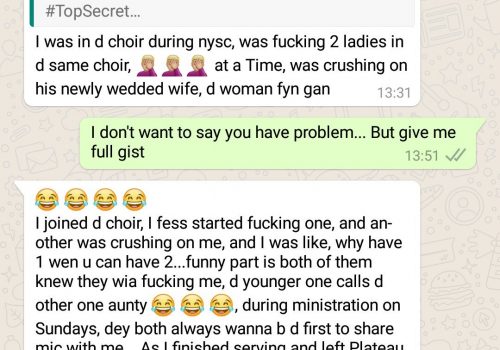 #TopSecret...
I was in d choir during nysc, was fucking 2 ladies in
d same choir, 🤦🏼‍♀️🤦🏼‍♀️🤦🏼‍♀️ at a Time, was crushing on
his newly wedded wife, d woman fyn gan
13:31
I don't want to say you have problem... But give me
full gist
13:51
😂😂😂😂
I joined d choir, I fess started fucking one, and an-
other was crushing on me, and I was like, why have
1 wen u can have 2...funny part is both of them
knew they wia fucking me, d younger one calls d
other one aunty 😂😂😂, during ministration on
Sundays, dey both always wanna b d first to share
mic with me... As I finished serving and left Plateau